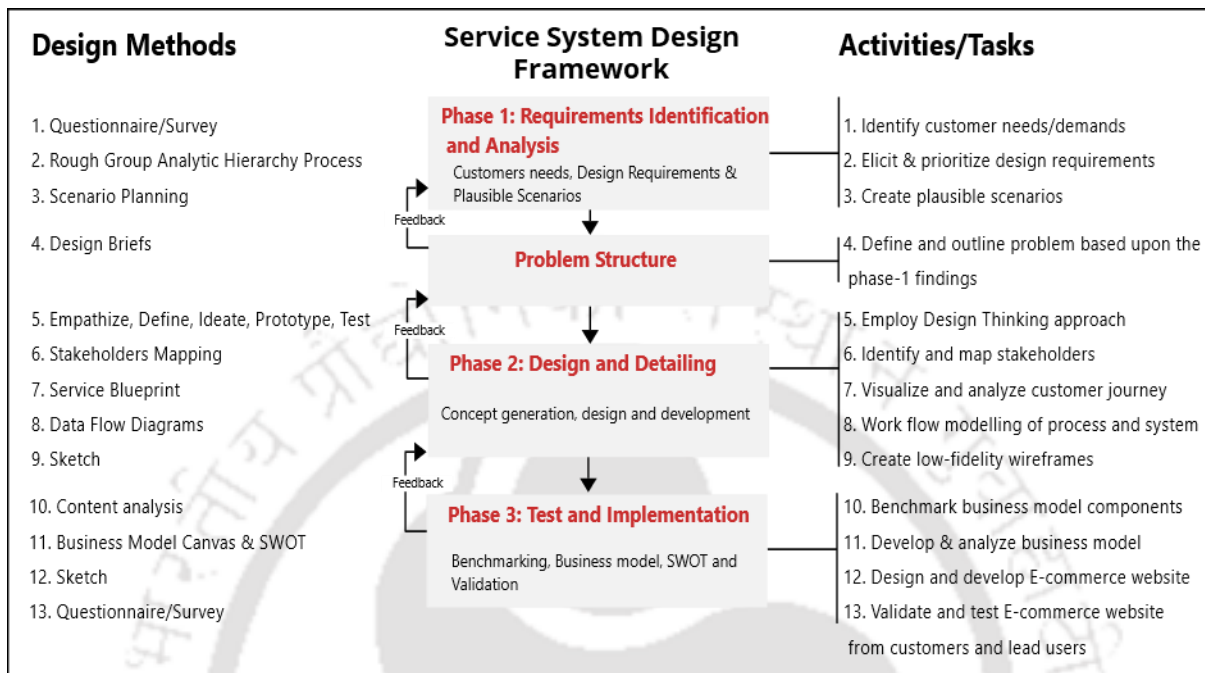 Design Methods
1. Questionnaire/Survey
2. Rough Group Analytic Hierarchy Process
3. Scenario Planning
4. Design Briefs
5. Empathize, Define, Ideate, Prototype, Test
6. Stakeholders Mapping
7. Service Blueprint
8. Data Flow Diagrams
9. Sketch
10. Content analysis
11. Business Model Canvas & SWOT
12. Sketch
13. Questionnaire/Survey
Service System Design
Framework
Phase 1: Requirements Identification
and Analysis
Customers needs, Design Requirements &
Plausible Scenarios
Feedback
Problem Structure
Feedback
Phase 2: Design and Detailing
Concept generation, design and development
Feedback
Phase 3: Test and Implementation
Benchmarking, Business model, SWOT and
Validation
Activities/Tasks
1. Identify customer needs/demands
2. Elicit & prioritize design requirements
3. Create plausible scenarios
4. Define and outline problem based upon the
phase-1 findings
5. Employ Design Thinking approach
6. Identify and map stakeholders
7. Visualize and analyze customer journey
8. Work flow modelling of process and system
9. Create low-fidelity wireframes
10. Benchmark business model components
11. Develop & analyze business model
12. Design and develop E-commerce website
13. Validate and test E-commerce website
from customers and lead users